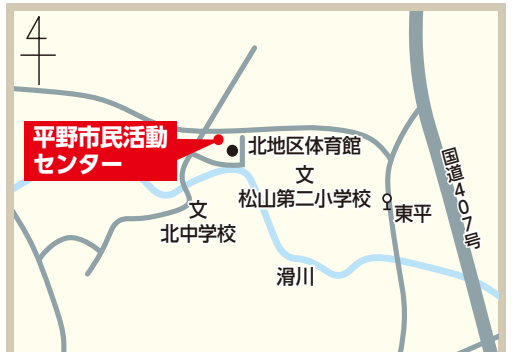 平野市民活動
センター
北地区体育館
文
松山第二小学校
東平
文
北中学校
滑川
国道407号